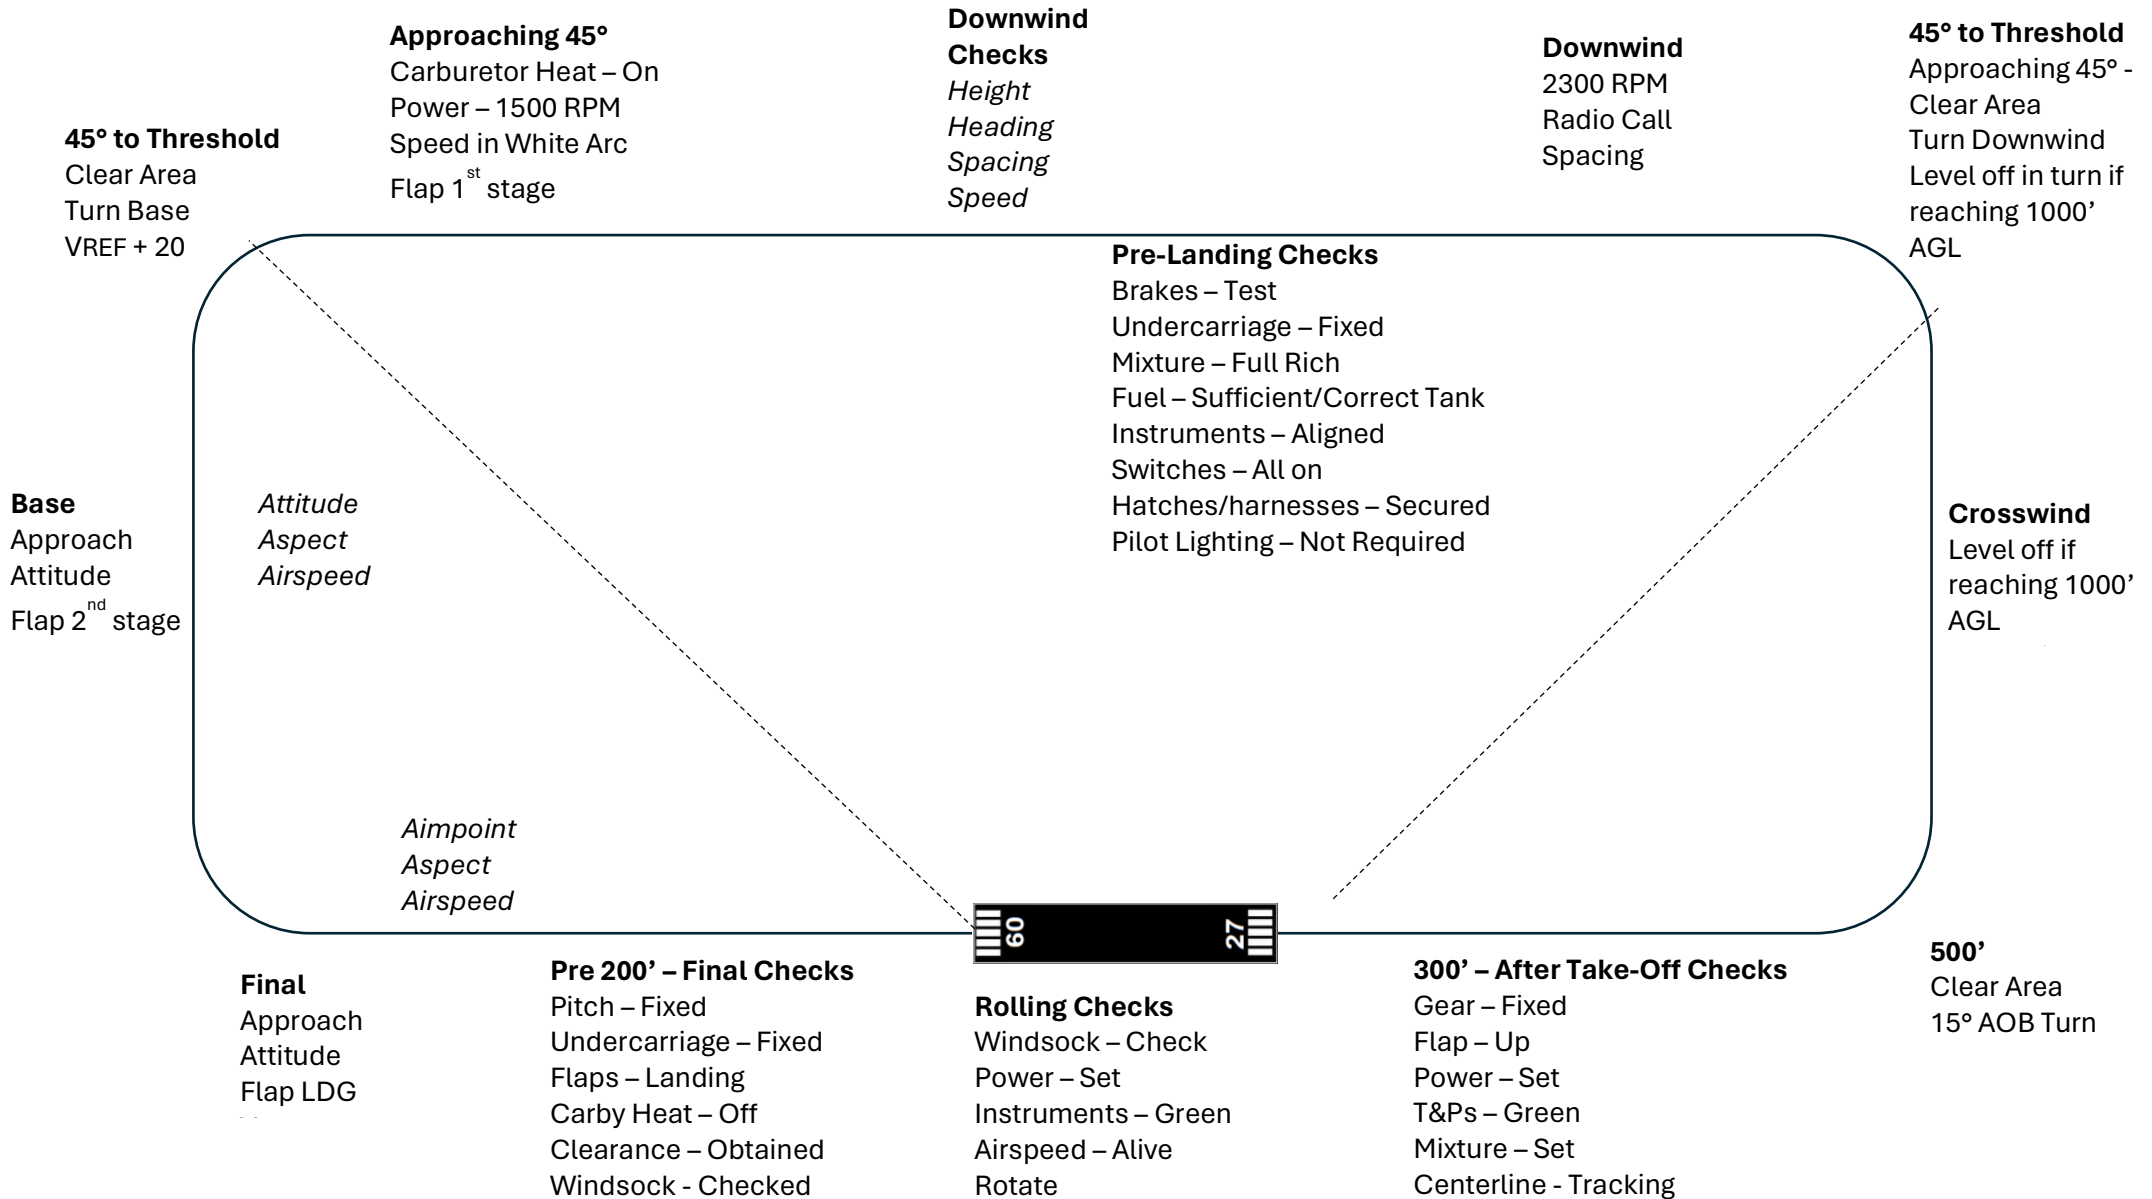 Approaching 45°
Carburetor Heat – On
Power – 1500 RPM
Speed in White Arc
Flap 1st stage
Downwind
Checks
Height
Heading
Spacing
Speed
Downwind
2300 RPM
Radio Call
Spacing
45° to Threshold
Approaching 45° -
Clear Area
Turn Downwind
Level off in turn if
reaching 1000’
AGL
45° to Threshold
Clear Area
Turn Base
VREF + 20
Pre-Landing Checks
Brakes – Test
Undercarriage – Fixed
Mixture – Full Rich
Fuel – Sufficient/Correct Tank
Instruments – Aligned
Switches – All on
Hatches/harnesses – Secured
Pilot Lighting – Not Required
Base
Approach
Attitude
Flap 2nd stage
Attitude
Aspect
Airspeed
Crosswind
Level off if
reaching 1000’
AGL
Aimpoint
Aspect
Airspeed
09
27
Final
Approach
Attitude
Flap LDG
Pre 200’ – Final Checks
Pitch – Fixed
Undercarriage – Fixed
Flaps – Landing
Carby Heat – Off
Clearance – Obtained
Windsock - Checked
Rolling Checks
Windsock – Check
Power – Set
Instruments – Green
Airspeed – Alive
Rotate
300’ – After Take-Off Checks
Gear – Fixed
Flap – Up
Power – Set
T&Ps – Green
Mixture – Set
Centerline - Tracking
500’
Clear Area
15° AOB Turn